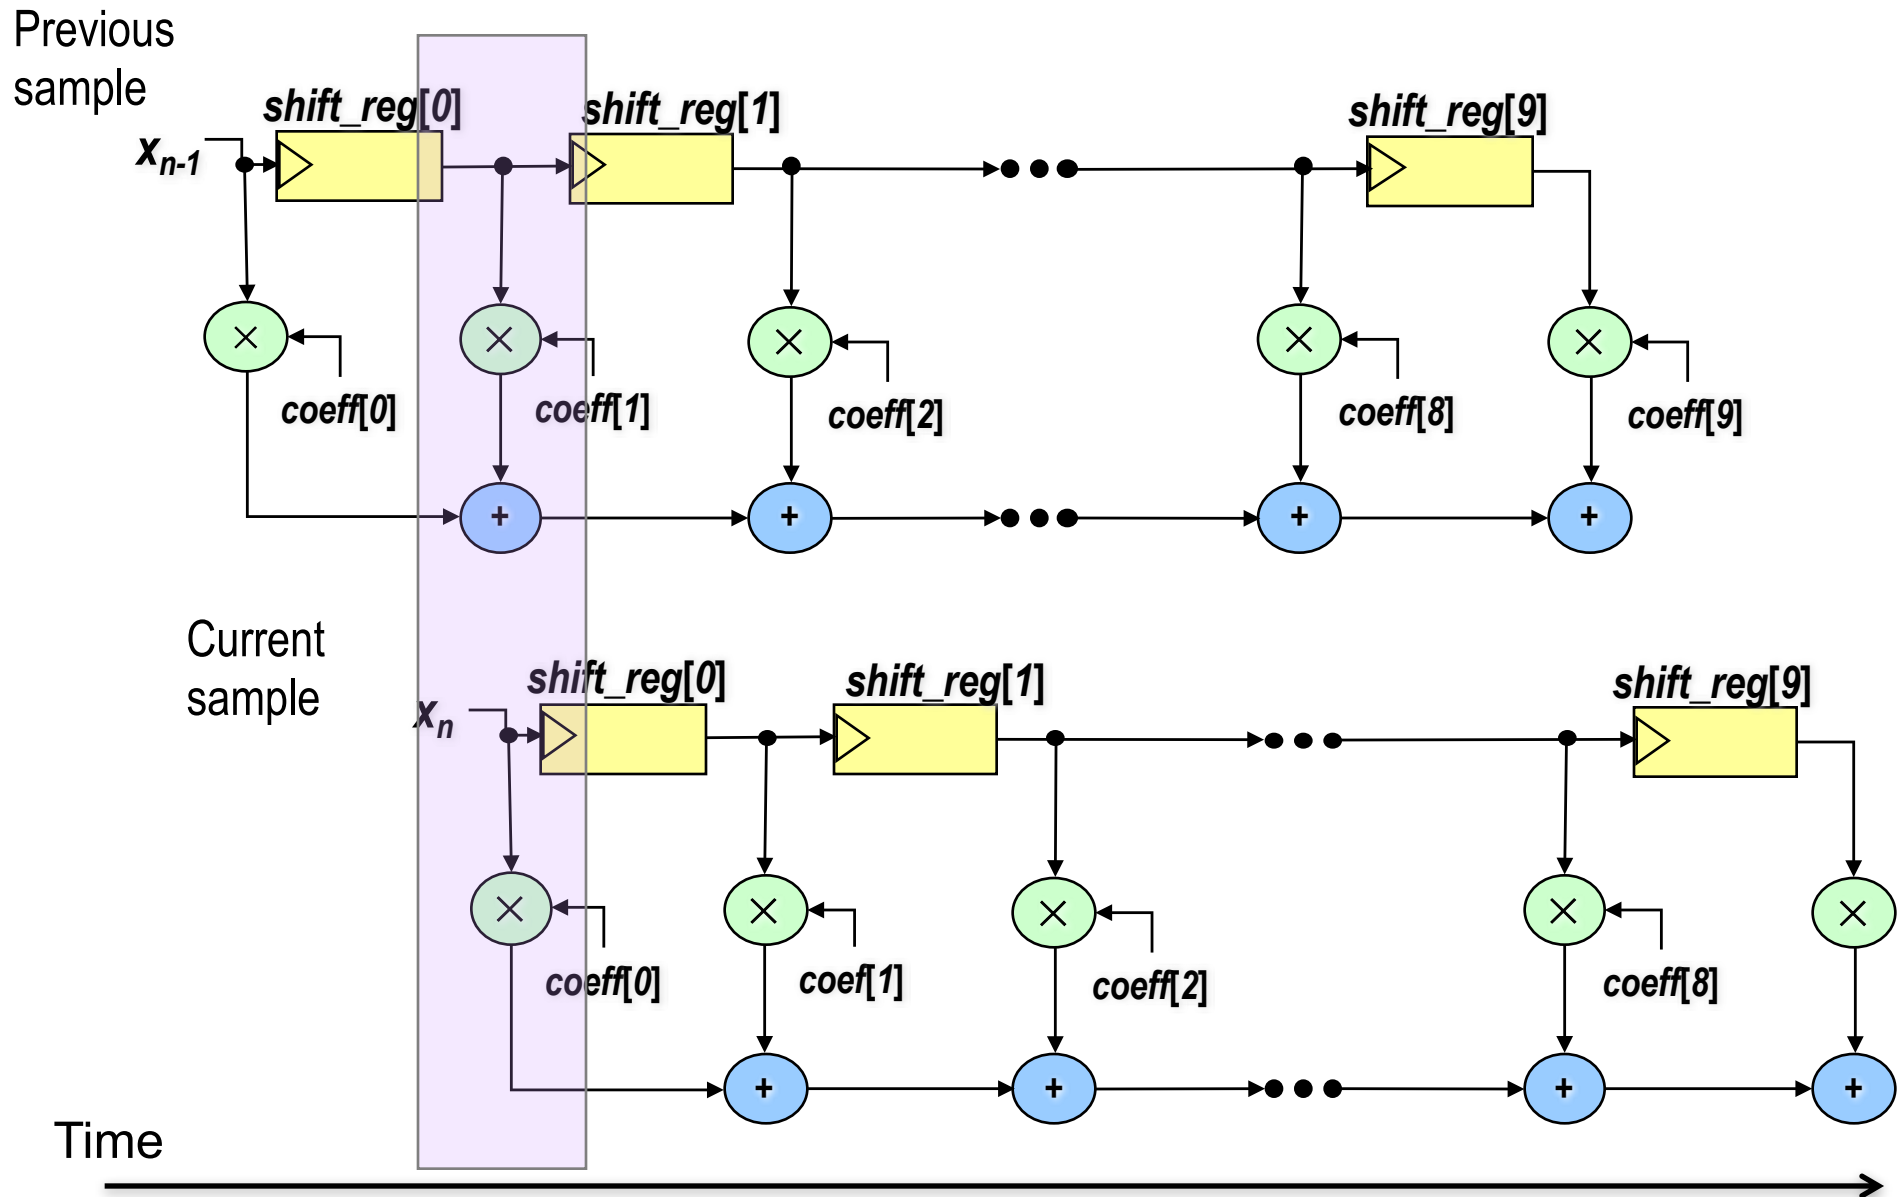 Previous
sample
shift_reg[0] shift_reg[1] shift_reg[9]
xn-1
× × × × ×
coeff[0] coeff[1] coeff[2] coeff[8] coeff[9]
+ + + +
Current
sample
shift_reg[0] shift_reg[1] shift_reg[9]
xn
× × × × ×
coeff[0] coef[1] coeff[2] coeff[8]
+ + + +
Time